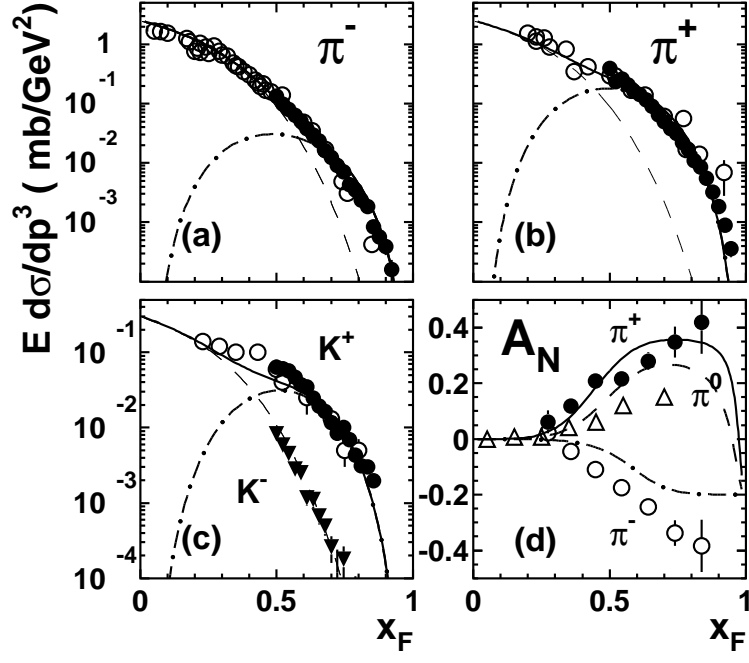 E dσ/dp³ ( mb/GeV²)
1
10⁻¹
10⁻²
10⁻³
π⁻
(a)
π⁺
(b)
10⁻¹
10⁻²
10⁻³
10⁻⁴
K⁺
K⁻
(c)
0 0.5 1
x_F
0.4
0.2
0
-0.2
-0.4
A_N
π⁺
π⁰
π⁻
(d)
0 0.5 1
x_F